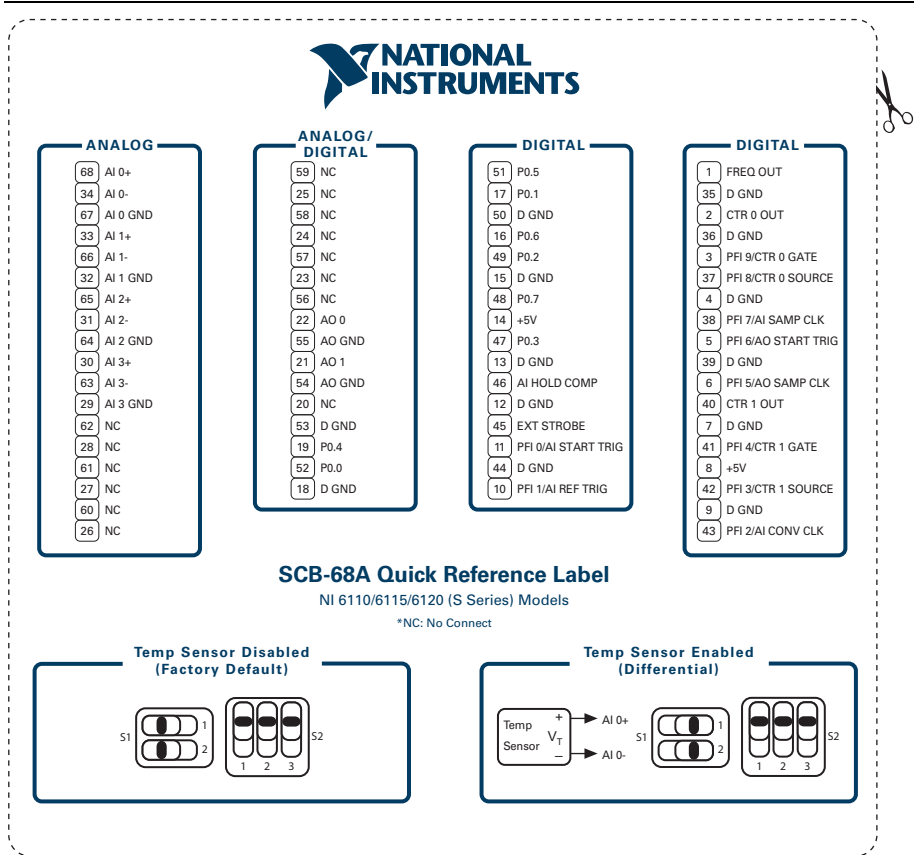 NATIONAL
INSTRUMENTS
ANALOG
68 AI 0+
34 AI 0-
67 AI 0 GND
33 AI 1+
66 AI 1-
32 AI 1 GND
65 AI 2+
31 AI 2-
64 AI 2 GND
30 AI 3+
63 AI 3-
29 AI 3 GND
62 NC
28 NC
61 NC
27 NC
60 NC
26 NC
ANALOG/
DIGITAL
59 NC
25 NC
58 NC
24 NC
57 NC
23 NC
56 NC
22 AO 0
55 AO GND
21 AO 1
54 AO GND
20 NC
53 D GND
19 P0.4
52 P0.0
18 D GND
DIGITAL
51 P0.5
17 P0.1
50 D GND
16 P0.6
49 P0.2
15 D GND
48 P0.7
14 +5V
47 P0.3
13 D GND
46 AI HOLD COMP
12 D GND
45 EXT STROBE
11 PFI 0/AI START TRIG
44 D GND
10 PFI 1/AI REF TRIG
DIGITAL
1 FREQ OUT
35 D GND
2 CTR 0 OUT
36 D GND
3 PFI 9/CTR 0 GATE
37 PFI 8/CTR 0 SOURCE
4 D GND
38 PFI 7/AI SAMP CLK
5 PFI 6/AO START TRIG
39 D GND
6 PFI 5/AO SAMP CLK
40 CTR 1 OUT
7 D GND
41 PFI 4/CTR 1 GATE
8 +5V
42 PFI 3/CTR 1 SOURCE
9 D GND
43 PFI 2/AI CONV CLK
SCB-68A Quick Reference Label
NI 6110/6115/6120 (S Series) Models
*NC: No Connect
Temp Sensor Disabled
(Factory Default)
S1
1
2
S2
1 2 3
Temp Sensor Enabled
(Differential)
Temp
Sensor
+
VT
–
AI 0+
AI 0-
S1
1
2
S2
1 2 3